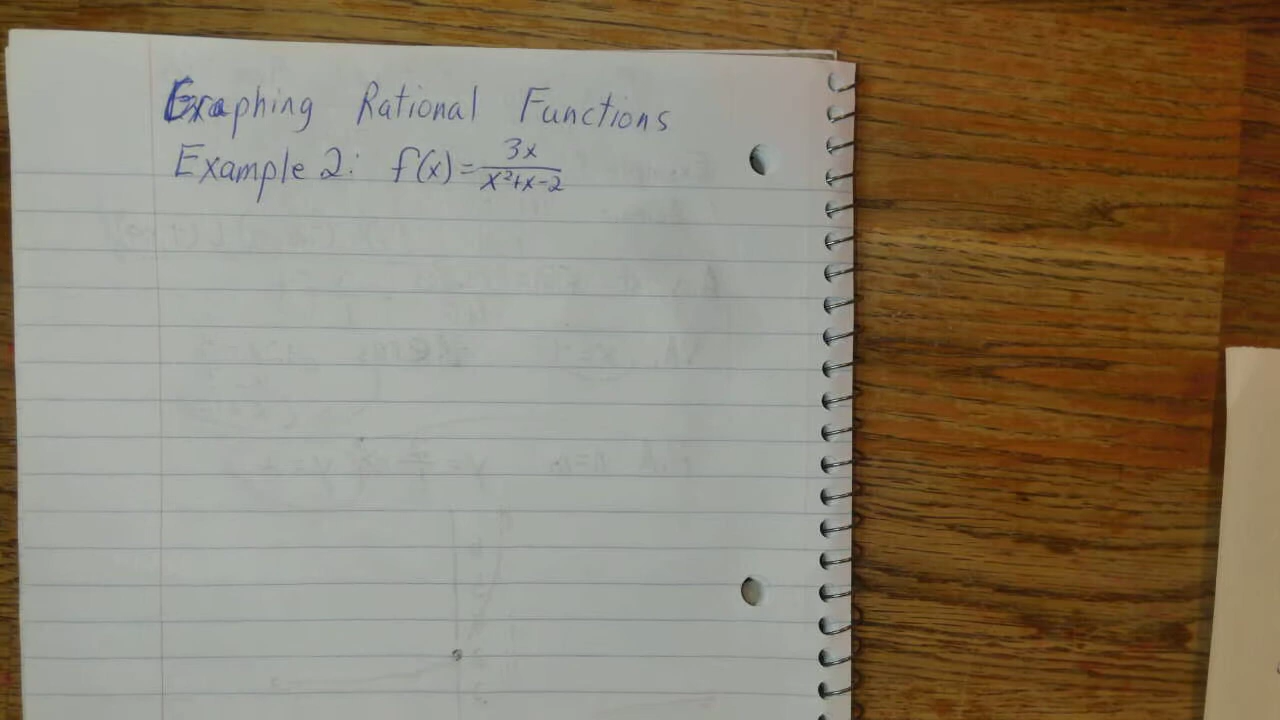 Graphing Rational Functions
Example 2: f(x) = 3x / x²+x-2